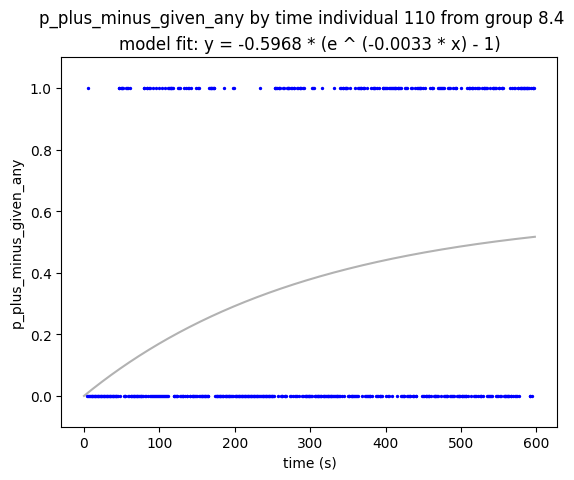 p_plus_minus_given_any by time individual 110 from group 8.4
model fit: y = -0.5968 * (e ^ (-0.0033 * x) - 1)
1.0
0.8
0.6
0.4
0.2
0.0
p_plus_minus_given_any
0 100 200 300 400 500 600
time (s)